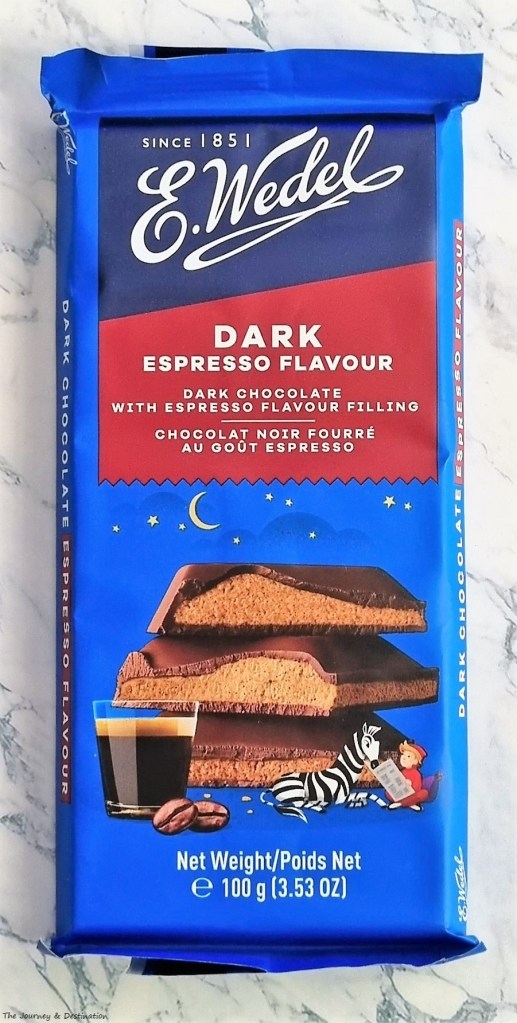 SINCE 1851
E. Wedel
DARK
ESPRESSO FLAVOUR
DARK CHOCOLATE
WITH ESPRESSO FLAVOUR FILLING
CHOCOLAT NOIR FOURRÉ
AU GOÛT ESPRESSO
Net Weight/Poids Net
e 100 g (3.53 OZ)
E.Wedel
DARK CHOCOLATE ESPRESSO FLAVOUR
DARK CHOCOLATE ESPRESSO FLAVOUR
E.Wedel
The Journey & Destination